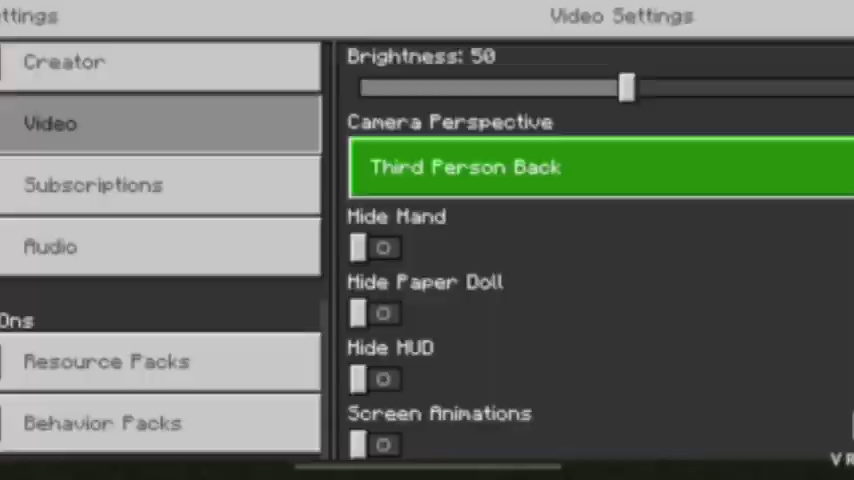 ttings
Video Settings
Creator
Video
Subscriptions
Audio
Ons
Resource Packs
Behavior Packs
Brightness: 50
Camera Perspective
Third Person Back
Hide Hand
Hide Paper Doll
Hide HUD
Screen Animations
VR